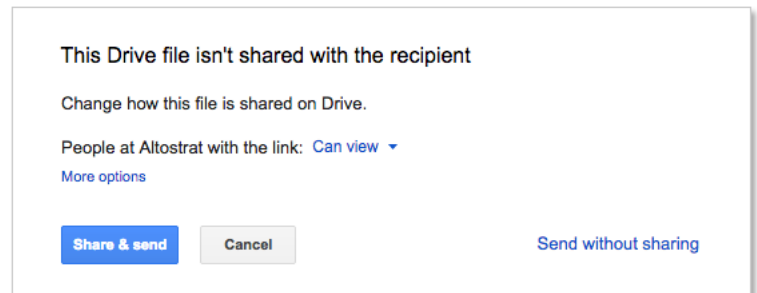 This Drive file isn't shared with the recipient
Change how this file is shared on Drive.
People at Altostrat with the link: Can view
More options
Share & send Cancel Send without sharing